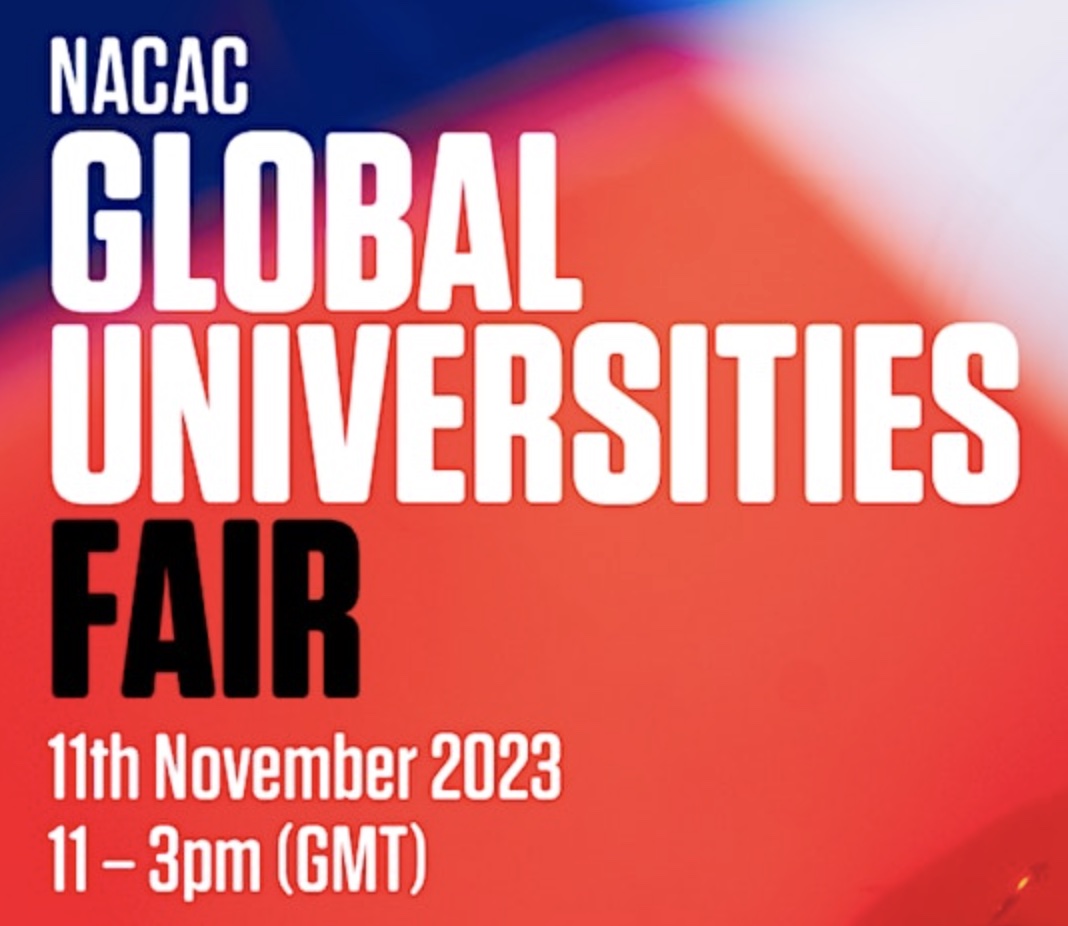 NACAC
GLOBAL
UNIVERSITIES
FAIR
11th November 2023
11 – 3pm (GMT)